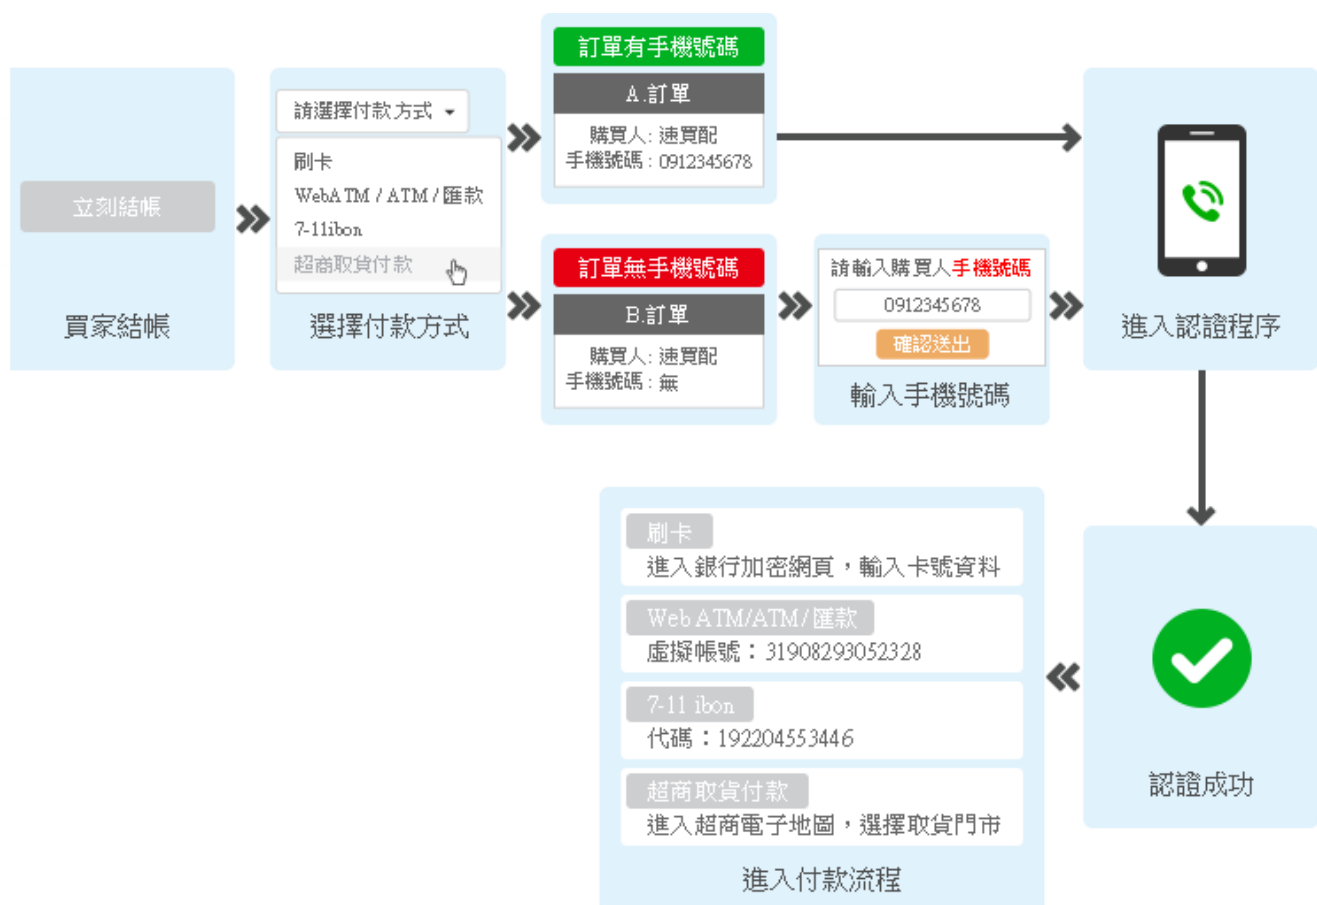 立刻結帳
買家結帳
請選擇付款方式
刷卡
WebATM / ATM / 匯款
7-11ibon
超商取貨付款
選擇付款方式
訂單有手機號碼
A.訂單
購買人: 速買配
手機號碼 : 0912345678
訂單無手機號碼
B.訂單
購買人: 速買配
手機號碼 : 無
請輸入購買人手機號碼
0912345678
確認送出
輸入手機號碼
進入認證程序
認證成功
刷卡
進入銀行加密網頁，輸入卡號資料
Web ATM/ATM/匯款
虛擬帳號：31908293052328
7-11 ibon
代碼：192204553446
超商取貨付款
進入超商電子地圖，選擇取貨門市
進入付款流程